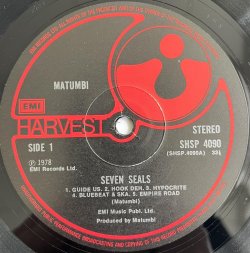 MATUMBI
EMI
HARVEST
SIDE 1
STEREO
SHSP 4090
(SHSP.4090A) 33⅓
Ⓟ 1978
EMI Records Ltd.
SEVEN SEALS
1. GUIDE US. 2. HOOK DEH. 3. HYPOCRITE
4. BLUEBEAT & SKA. 5. EMPIRE ROAD
(Matumbi)
EMI Music Publ. Ltd.
Produced by Matumbi